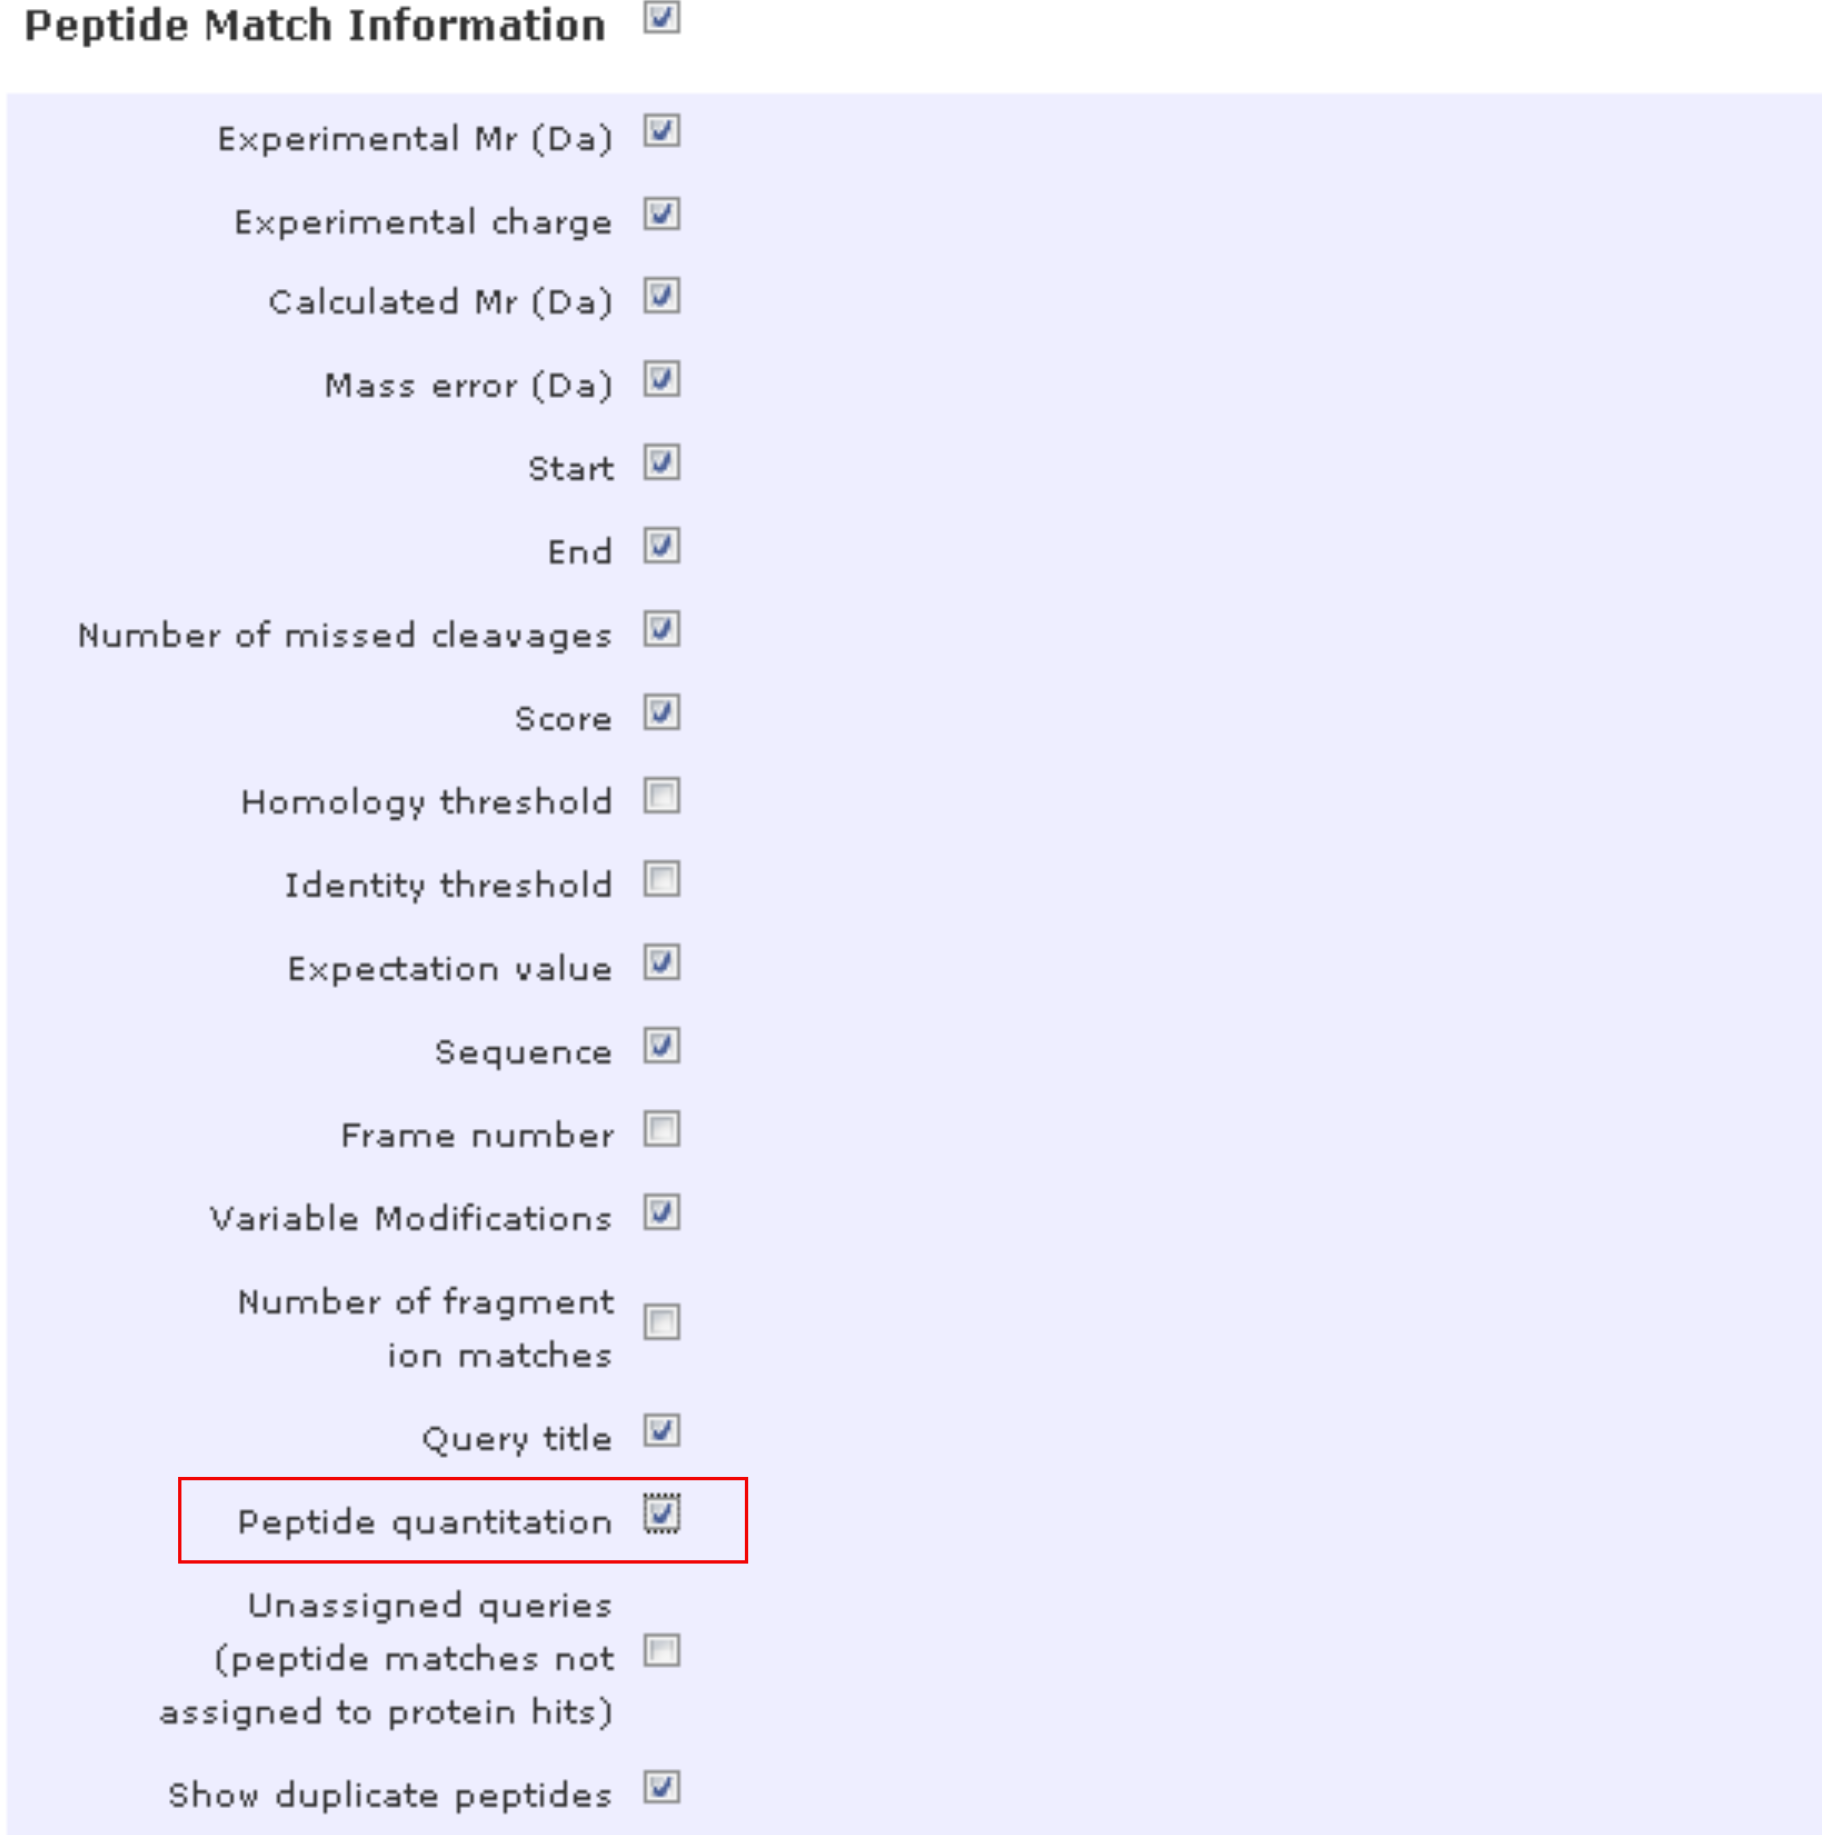 Peptide Match Information
Experimental Mr (Da)
Experimental charge
Calculated Mr (Da)
Mass error (Da)
Start
End
Number of missed cleavages
Score
Homology threshold
Identity threshold
Expectation value
Sequence
Frame number
Variable Modifications
Number of fragment
ion matches
Query title
Peptide quantitation
Unassigned queries
(peptide matches not
assigned to protein hits)
Show duplicate peptides